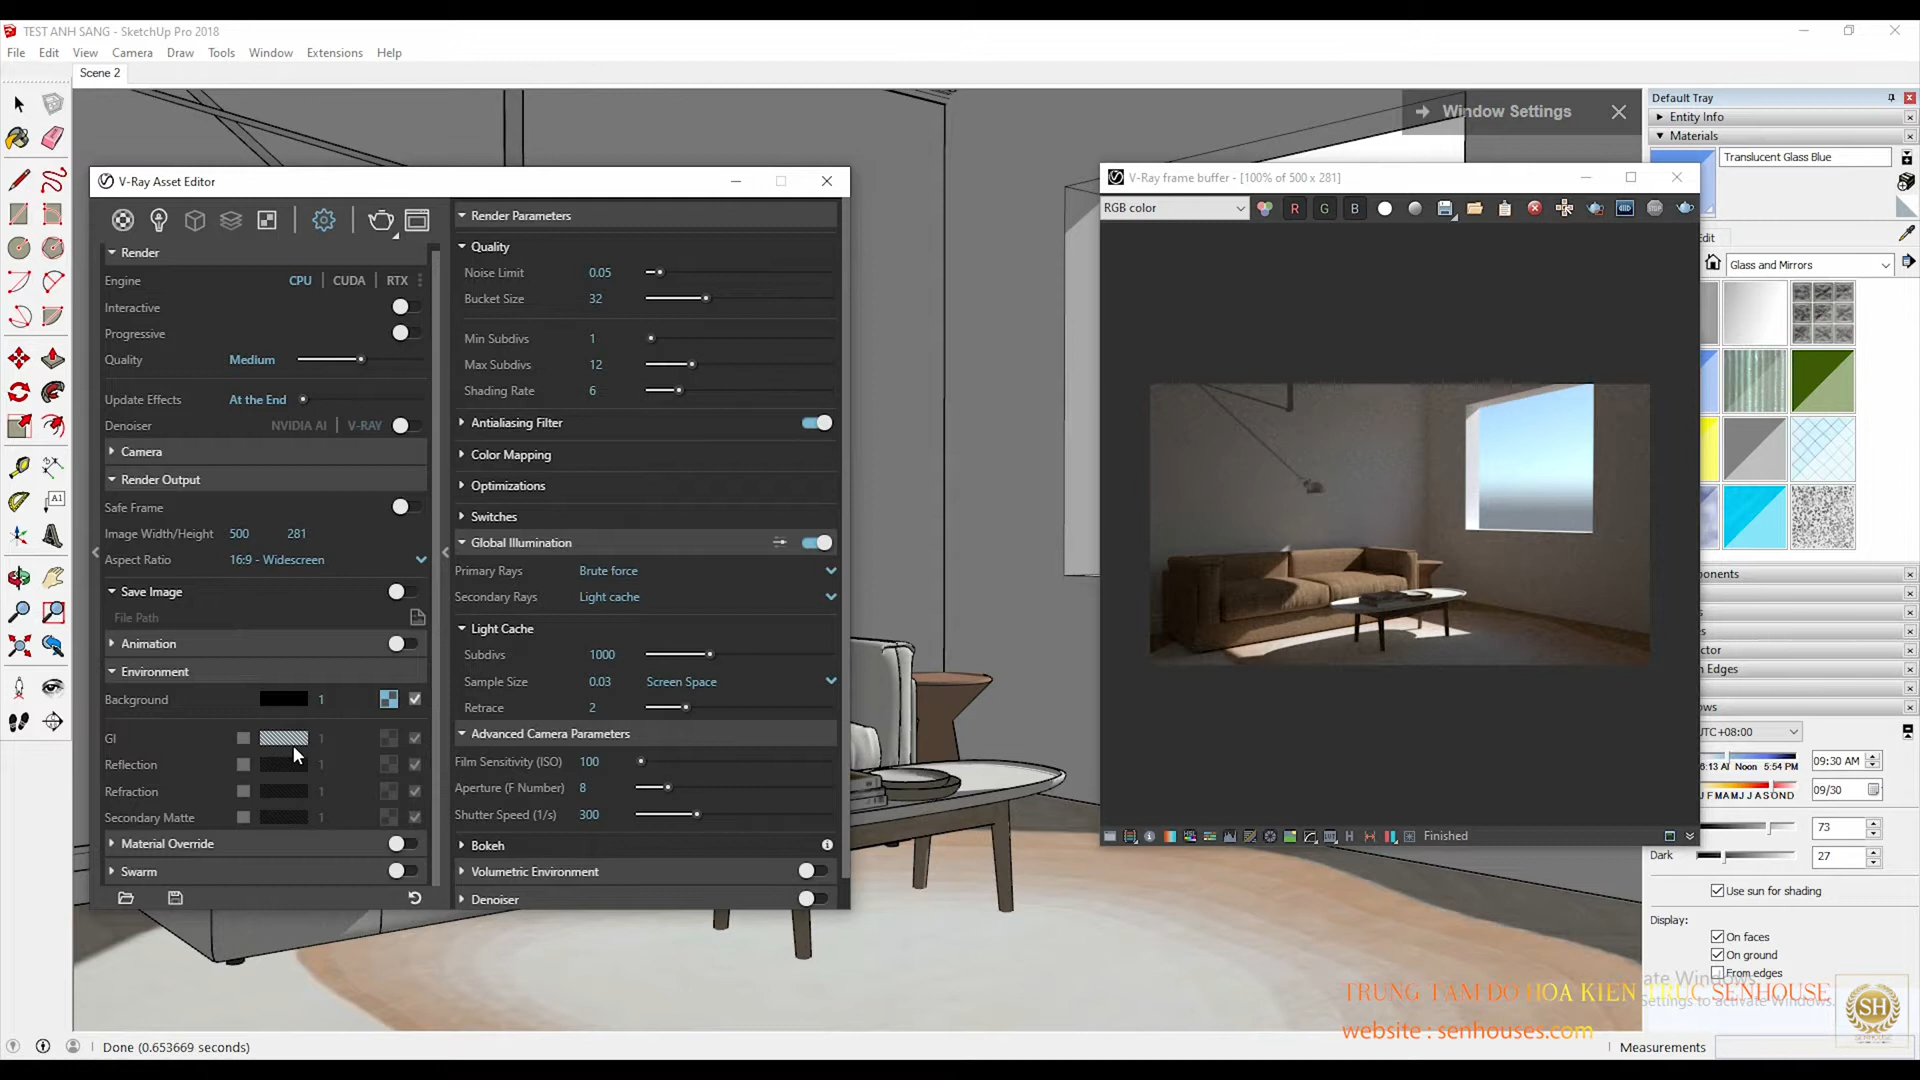 TEST ANH SANG - SketchUp Pro 2018
File Edit View Camera Draw Tools Window Extensions Help
Scene 2
Window Settings
Default Tray
Entity Info
Materials
Translucent Glass Blue
Glass and Mirrors
V-Ray Asset Editor
Render
Engine CPU CUDA RTX
Interactive
Progressive
Quality Medium
Update Effects At the End
Denoiser NVIDIA AI V-RAY
Camera
Render Output
Safe Frame
Image Width/Height 500 281
Aspect Ratio 16:9 - Widescreen
Save Image
File Path
Animation
Environment
Background 1
GI 1
Reflection 1
Refraction 1
Secondary Matte 1
Material Override
Swarm
Render Parameters
Quality
Noise Limit 0.05
Bucket Size 32
Min Subdivs 1
Max Subdivs 12
Shading Rate 6
Antialiasing Filter
Color Mapping
Optimizations
Switches
Global Illumination
Primary Rays Brute force
Secondary Rays Light cache
Light Cache
Subdivs 1000
Sample Size 0.03 Screen Space
Retrace 2
Advanced Camera Parameters
Film Sensitivity (ISO) 100
Aperture (F Number) 8
Shutter Speed (1/s) 300
Bokeh
Volumetric Environment
Denoiser
V-Ray frame buffer - [100% of 500 x 281]
RGB color R G B
Finished
UTC+08:00
6:13 AM Noon 5:54 PM 09:30 AM
J F M A M J J A S O N D 09/30
73
Dark 27
Use sun for shading
Display:
On faces
On ground
From edges
TRUNG TAM DO HOA KIEN TRUC SENHOUSE
website : senhouses.com
SH
SENHOUSE
Done (0.653669 seconds)
Measurements